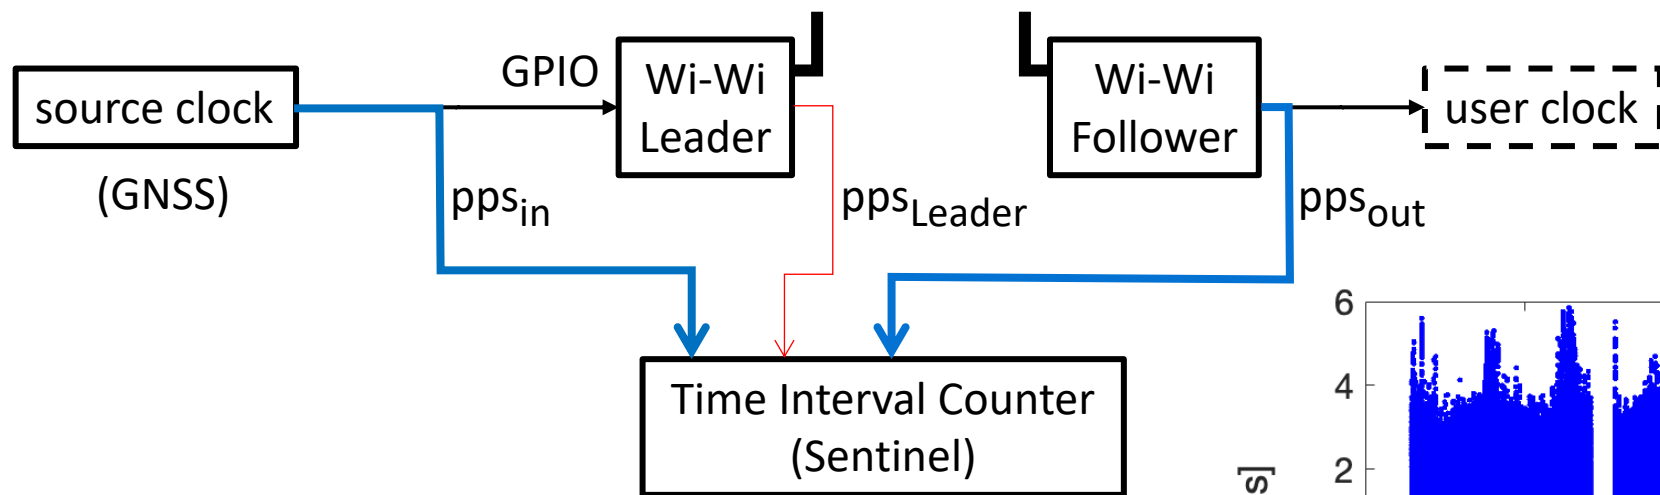 source clock
(GNSS)
GPIO
Wi-Wi
Leader
Wi-Wi
Follower
user clock
pps_in
pps_Leader
pps_out
Time Interval Counter
(Sentinel)
6
4
2
s]